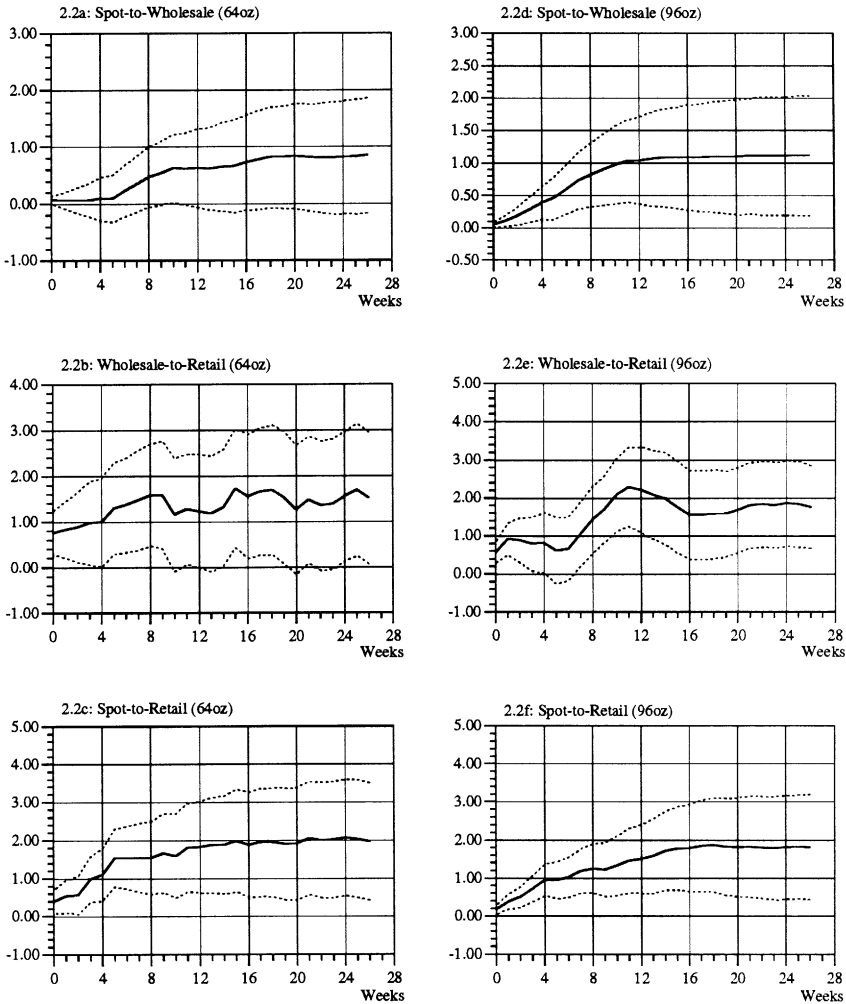 2.2a: Spot-to-Wholesale (64oz)
3.00
2.00
1.00
0.00
-1.00
0 4 8 12 16 20 24 28
Weeks
2.2d: Spot-to-Wholesale (96oz)
3.00
2.50
2.00
1.50
1.00
0.50
0.00
-0.50
0 4 8 12 16 20 24 28
Weeks
2.2b: Wholesale-to-Retail (64oz)
4.00
3.00
2.00
1.00
0.00
-1.00
0 4 8 12 16 20 24 28
Weeks
2.2e: Wholesale-to-Retail (96oz)
5.00
4.00
3.00
2.00
1.00
0.00
-1.00
0 4 8 12 16 20 24 28
Weeks
2.2c: Spot-to-Retail (64oz)
5.00
4.00
3.00
2.00
1.00
0.00
-1.00
0 4 8 12 16 20 24 28
Weeks
2.2f: Spot-to-Retail (96oz)
5.00
4.00
3.00
2.00
1.00
0.00
-1.00
0 4 8 12 16 20 24 28
Weeks